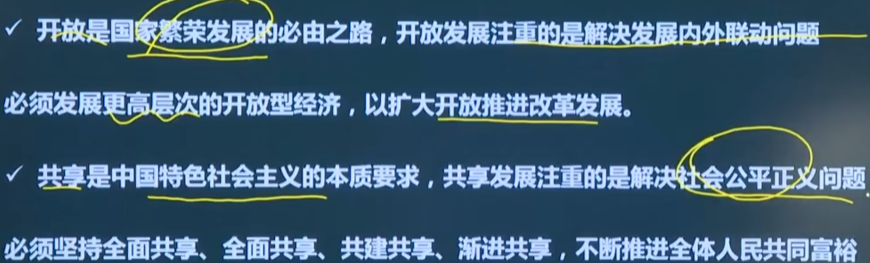 ✓ 开放是国家繁荣发展的必由之路，开放发展注重的是解决发展内外联动问题
必须发展更高层次的开放型经济，以扩大开放推进改革发展。
✓ 共享是中国特色社会主义的本质要求，共享发展注重的是解决社会公平正义问题
必须坚持全面共享、全面共享、共建共享、渐进共享，不断推进全体人民共同富裕